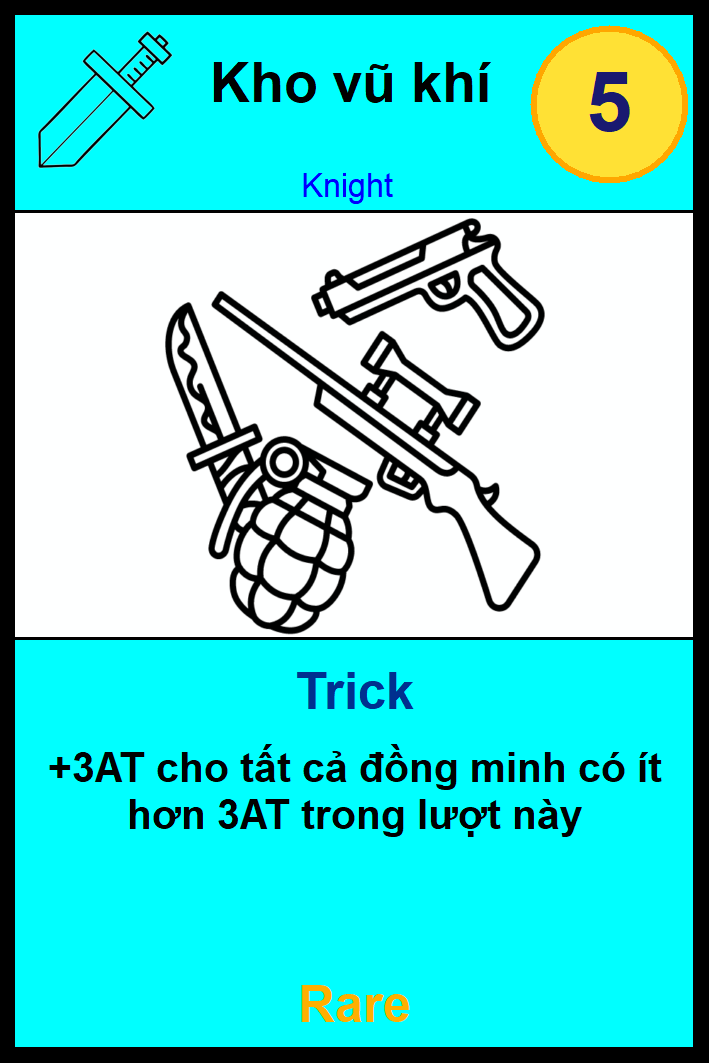 Kho vũ khí
5
Knight
Trick
+3AT cho tất cả đồng minh có ít
hơn 3AT trong lượt này
Rare